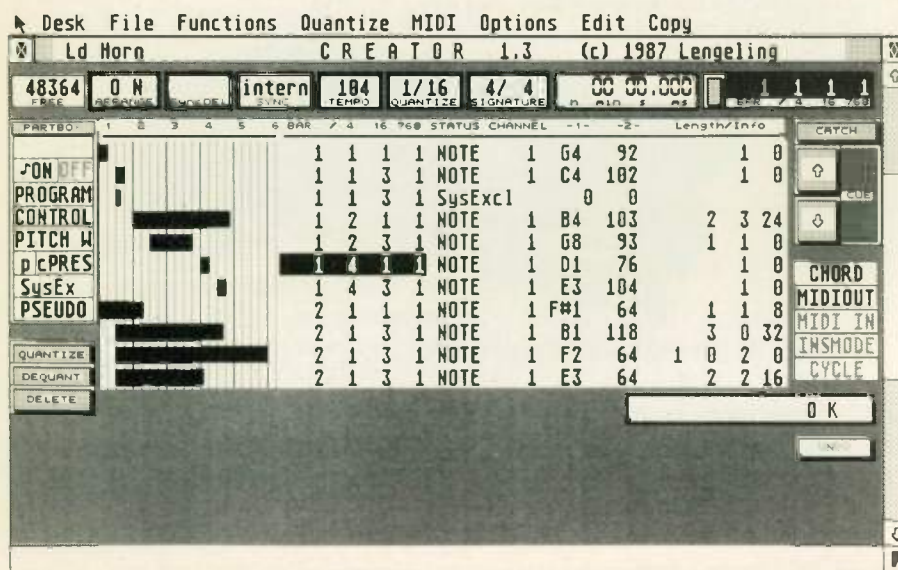 Desk File Functions Quantize MIDI Options Edit Copy
Ld Horn CREATOR 1.3 (c) 1987 Lengeling
48364 ON intern 104 1/16 4/ 4 00 00.000 1 1 1 1
FREE SYNC TEMPO QUANTIZE SIGNATURE h min s ms BAR / 4 16 768
1 2 3 4 5 6 BAR / 4 16 768 STATUS CHANNEL -1- -2- Length/Info CATCH
1 1 1 1 NOTE 1 G4 92 1 0
♪ON OFF 1 1 3 1 NOTE 1 C4 102 1 0
PROGRAM 1 1 3 1 SysExcl 0 0 CUE
CONTROL 1 2 1 1 NOTE 1 B4 103 2 3 24
PITCH W 1 2 3 1 NOTE 1 G8 93 1 1 0
p cPRES 1 4 1 1 NOTE 1 D1 76 1 0 CHORD
SysEx 1 4 3 1 NOTE 1 E3 104 1 0 MIDIOUT
PSEUDO 2 1 1 1 NOTE 1 F#1 64 1 1 8 MIDI IN
2 1 3 1 NOTE 1 B1 118 3 0 32 INSMODE
QUANTIZE 2 1 3 1 NOTE 1 F2 64 1 0 2 0 CYCLE
DEQUANT 2 1 3 1 NOTE 1 E3 64 2 2 16
DELETE OK